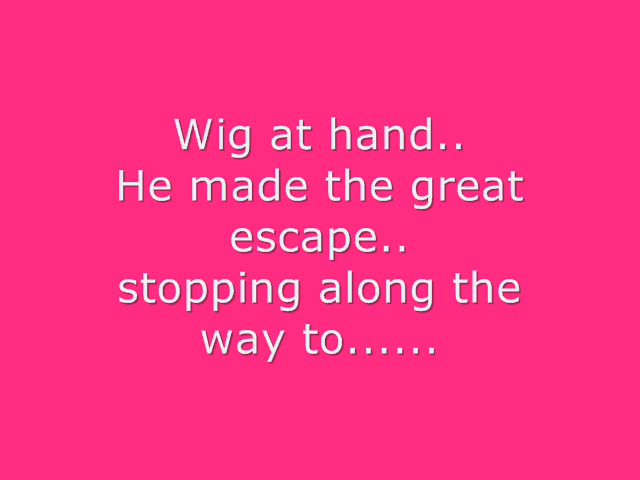 Wig at hand..
He made the great
escape..
stopping along the
way to......